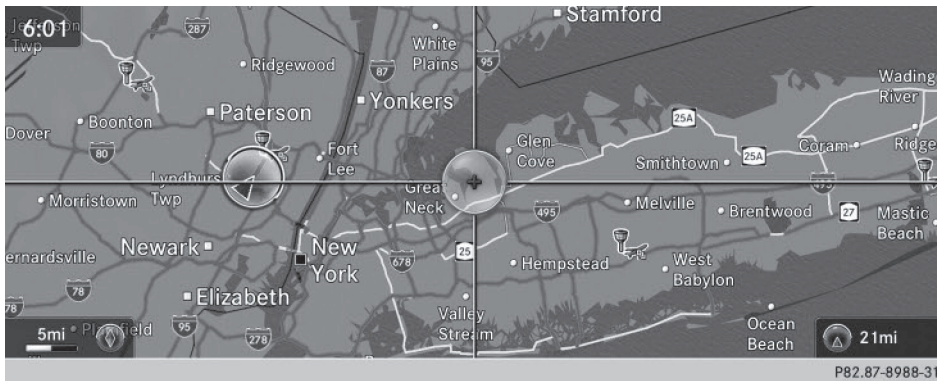 Stamford
Jefferson
Twp
6:01
287
White
Plains
Ridgewood
87
95
Wading
River
Paterson
Yonkers
25A
Dover
Boonton
Glen
Cove
Fort
Lee
80
Smithtown
25A
Coram
Ridge
Lyndhurst
Twp
Great
Neck
495
495
Morristown
Melville
Brentwood
27
Mastic
Beach
Newark
New
York
25
678
Hempstead
West
Babylon
ernardsville
78
78
Elizabeth
95
278
Valley
Stream
Ocean
Beach
5mi
21mi
P82.87-8988-31